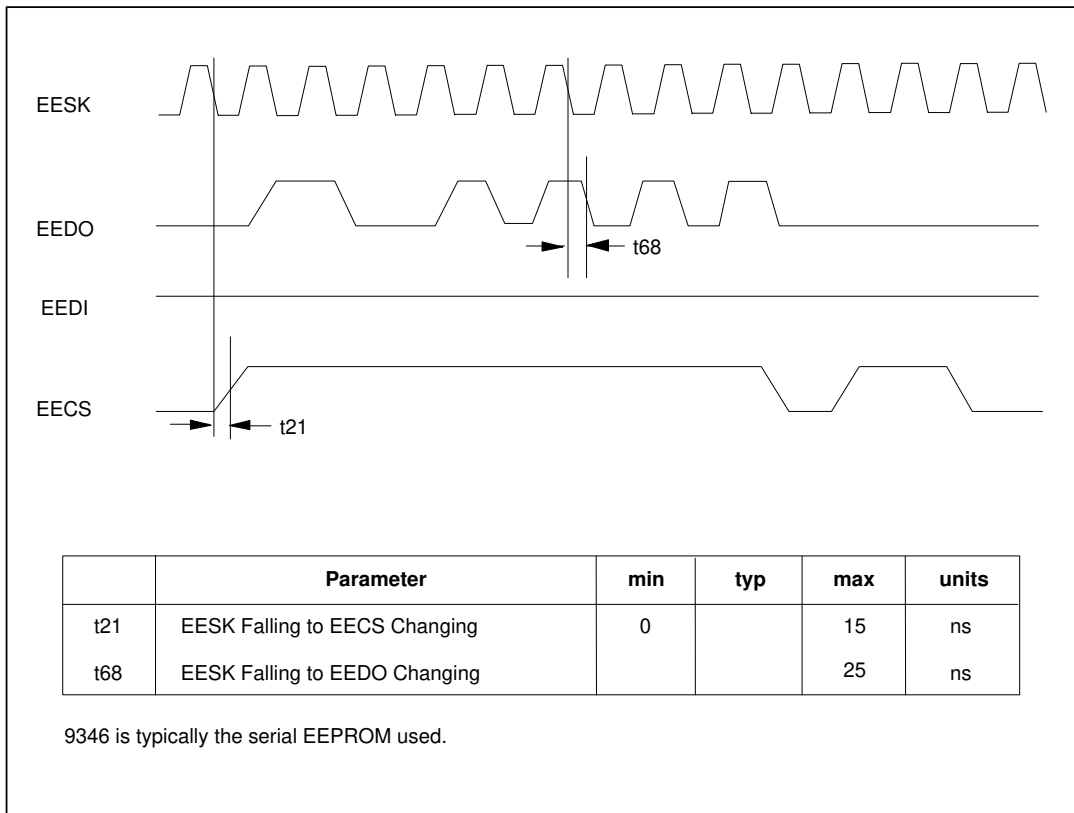 EESK
EEDO
t68
EEDI
EECS
t21
Parameter min typ max units
t21 EESK Falling to EECS Changing 0 15 ns
t68 EESK Falling to EEDO Changing 25 ns
9346 is typically the serial EEPROM used.